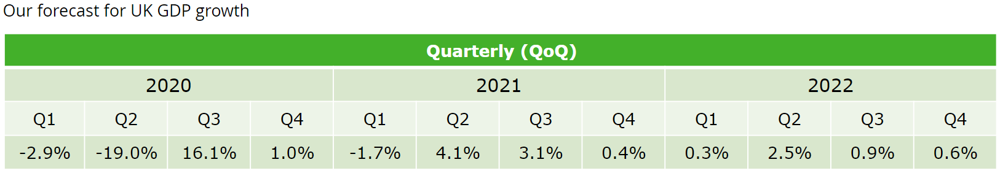 Our forecast for UK GDP growth
Quarterly (QoQ)
2020 2021 2022
Q1 Q2 Q3 Q4 Q1 Q2 Q3 Q4 Q1 Q2 Q3 Q4
-2.9% -19.0% 16.1% 1.0% -1.7% 4.1% 3.1% 0.4% 0.3% 2.5% 0.9% 0.6%